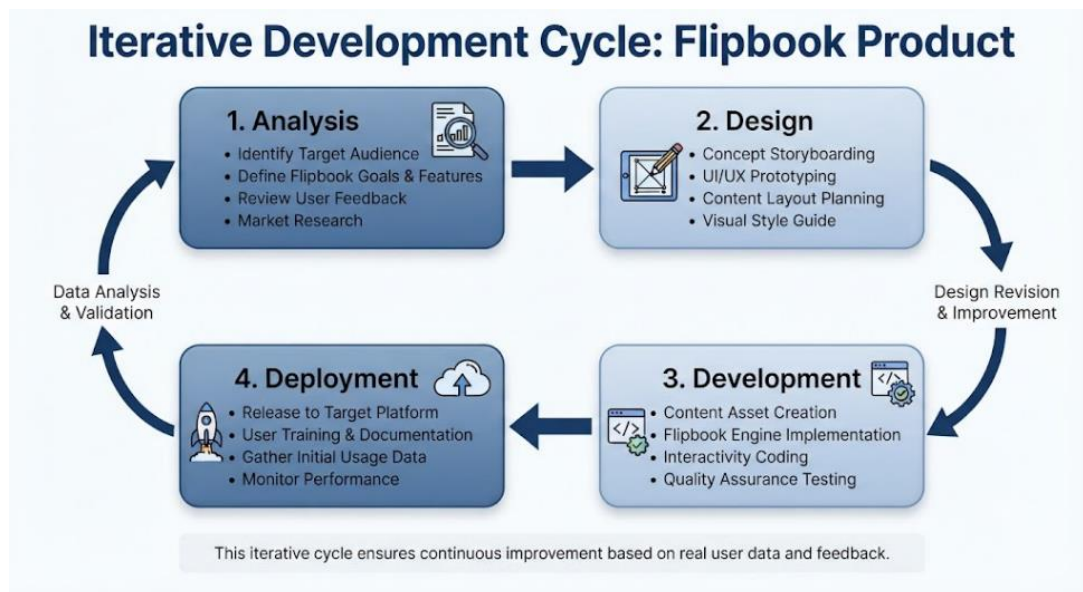 Iterative Development Cycle: Flipbook Product
1. Analysis
• Identify Target Audience
• Define Flipbook Goals & Features
• Review User Feedback
• Market Research
2. Design
• Concept Storyboarding
• UI/UX Prototyping
• Content Layout Planning
• Visual Style Guide
Design Revision
& Improvement
3. Development
• Content Asset Creation
• Flipbook Engine Implementation
• Interactivity Coding
• Quality Assurance Testing
4. Deployment
• Release to Target Platform
• User Training & Documentation
• Gather Initial Usage Data
• Monitor Performance
Data Analysis
& Validation
This iterative cycle ensures continuous improvement based on real user data and feedback.